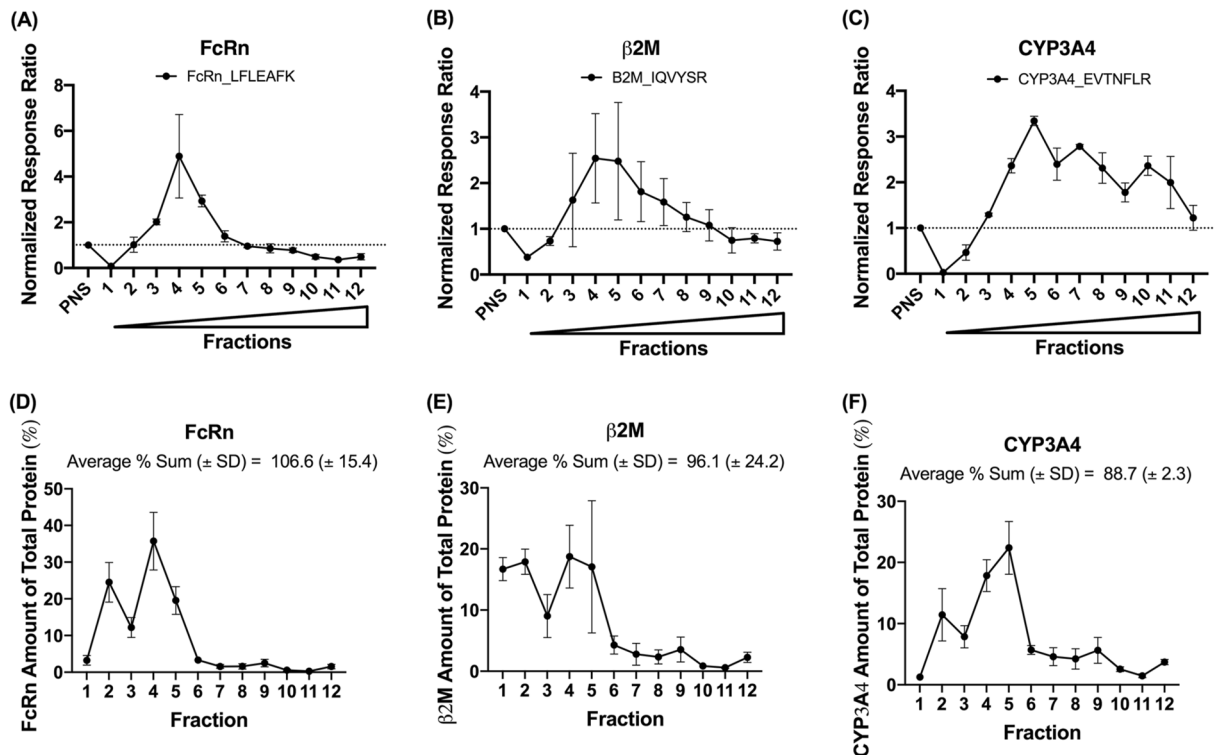 (A)
FcRn
FcRn_LFLEAFK
Normalized Response Ratio
8
6
4
2
0
PNS 1 2 3 4 5 6 7 8 9 10 11 12
Fractions
(B)
β2M
B2M_IQVYSR
Normalized Response Ratio
4
3
2
1
0
PNS 1 2 3 4 5 6 7 8 9 10 11 12
Fractions
(C)
CYP3A4
CYP3A4_EVTNFLR
Normalized Response Ratio
4
3
2
1
0
PNS 1 2 3 4 5 6 7 8 9 10 11 12
Fractions
(D)
FcRn
Average % Sum (± SD) = 106.6 (± 15.4)
FcRn Amount of Total Protein (%)
50
40
30
20
10
0
1 2 3 4 5 6 7 8 9 10 11 12
Fraction
(E)
β2M
Average % Sum (± SD) = 96.1 (± 24.2)
β2M Amount of Total Protein (%)
30
20
10
0
1 2 3 4 5 6 7 8 9 10 11 12
Fraction
(F)
CYP3A4
Average % Sum (± SD) = 88.7 (± 2.3)
CYP3A4 Amount of Total Protein (%)
40
30
20
10
0
1 2 3 4 5 6 7 8 9 10 11 12
Fraction